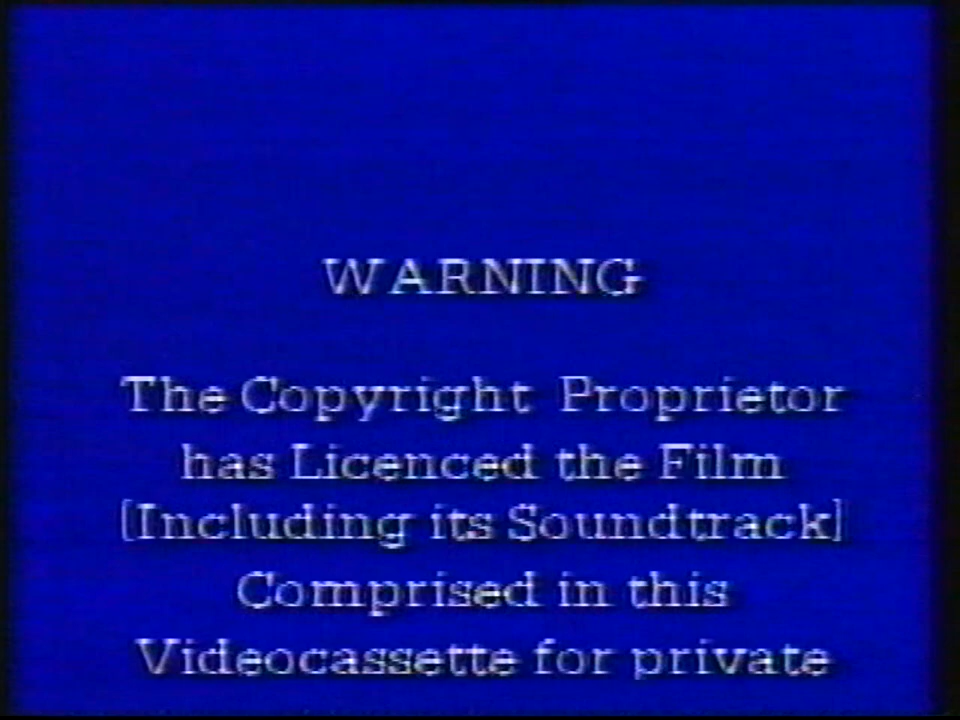 WARNING
The Copyright Proprietor
has Licenced the Film
[Including its Soundtrack]
Comprised in this
Videocassette for private